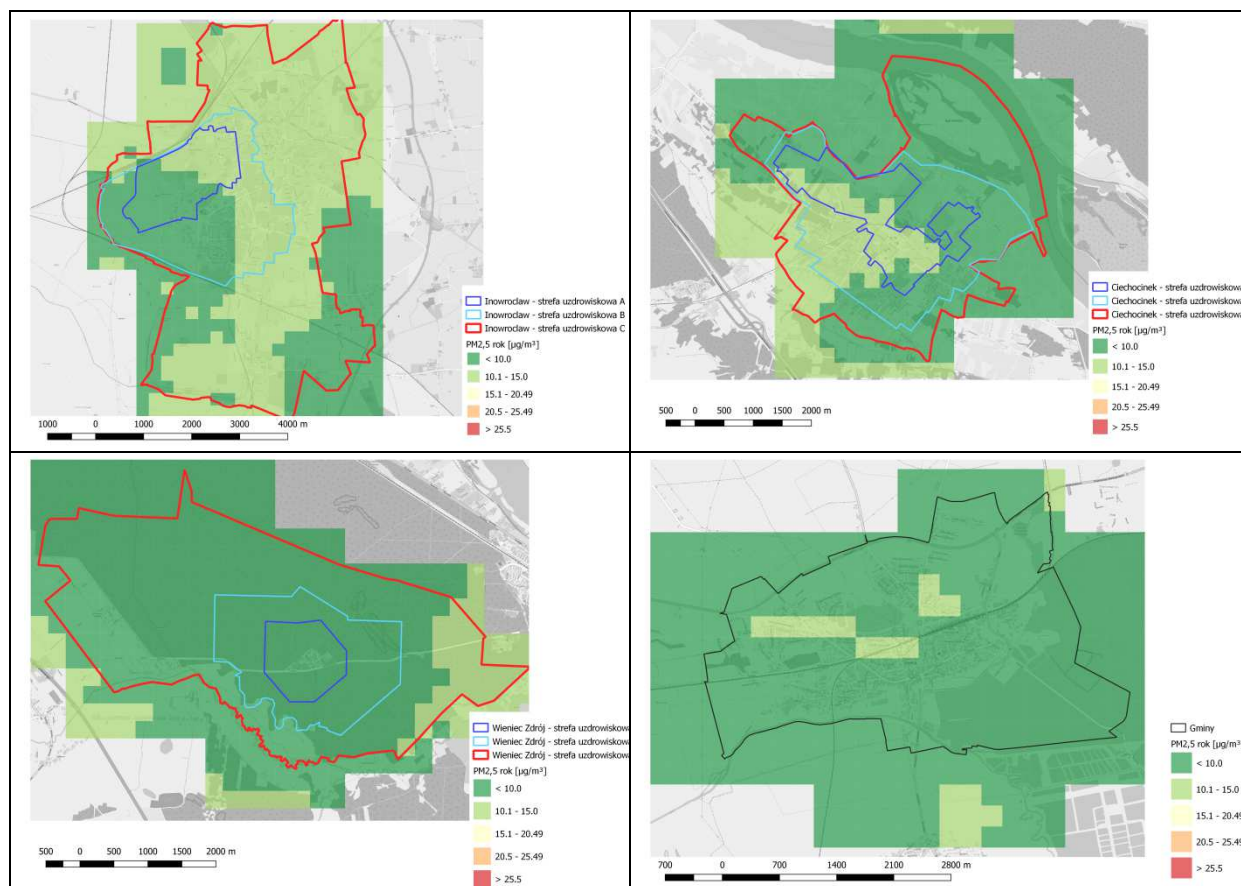 Inowrocław - strefa uzdrowiskowa A
Inowrocław - strefa uzdrowiskowa B
Inowrocław - strefa uzdrowiskowa C
PM2,5 rok [µg/m³]
< 10.0
10.1 - 15.0
15.1 - 20.49
20.5 - 25.49
> 25.5
1000 0 1000 2000 3000 4000 m
Ciechocinek - strefa uzdrowiskowa
Ciechocinek - strefa uzdrowiskowa
Ciechocinek - strefa uzdrowiskowa
PM2,5 rok [µg/m³]
< 10.0
10.1 - 15.0
15.1 - 20.49
20.5 - 25.49
> 25.5
500 0 500 1000 1500 2000 m
Wieniec Zdrój - strefa uzdrowiskowa
Wieniec Zdrój - strefa uzdrowiskowa
Wieniec Zdrój - strefa uzdrowiskowa
PM2,5 rok [µg/m³]
< 10.0
10.1 - 15.0
15.1 - 20.49
20.5 - 25.49
> 25.5
500 0 500 1000 1500 2000 m
Gminy
PM2,5 rok [µg/m³]
< 10.0
10.1 - 15.0
15.1 - 20.49
20.5 - 25.49
> 25.5
700 0 700 1400 2100 2800 m